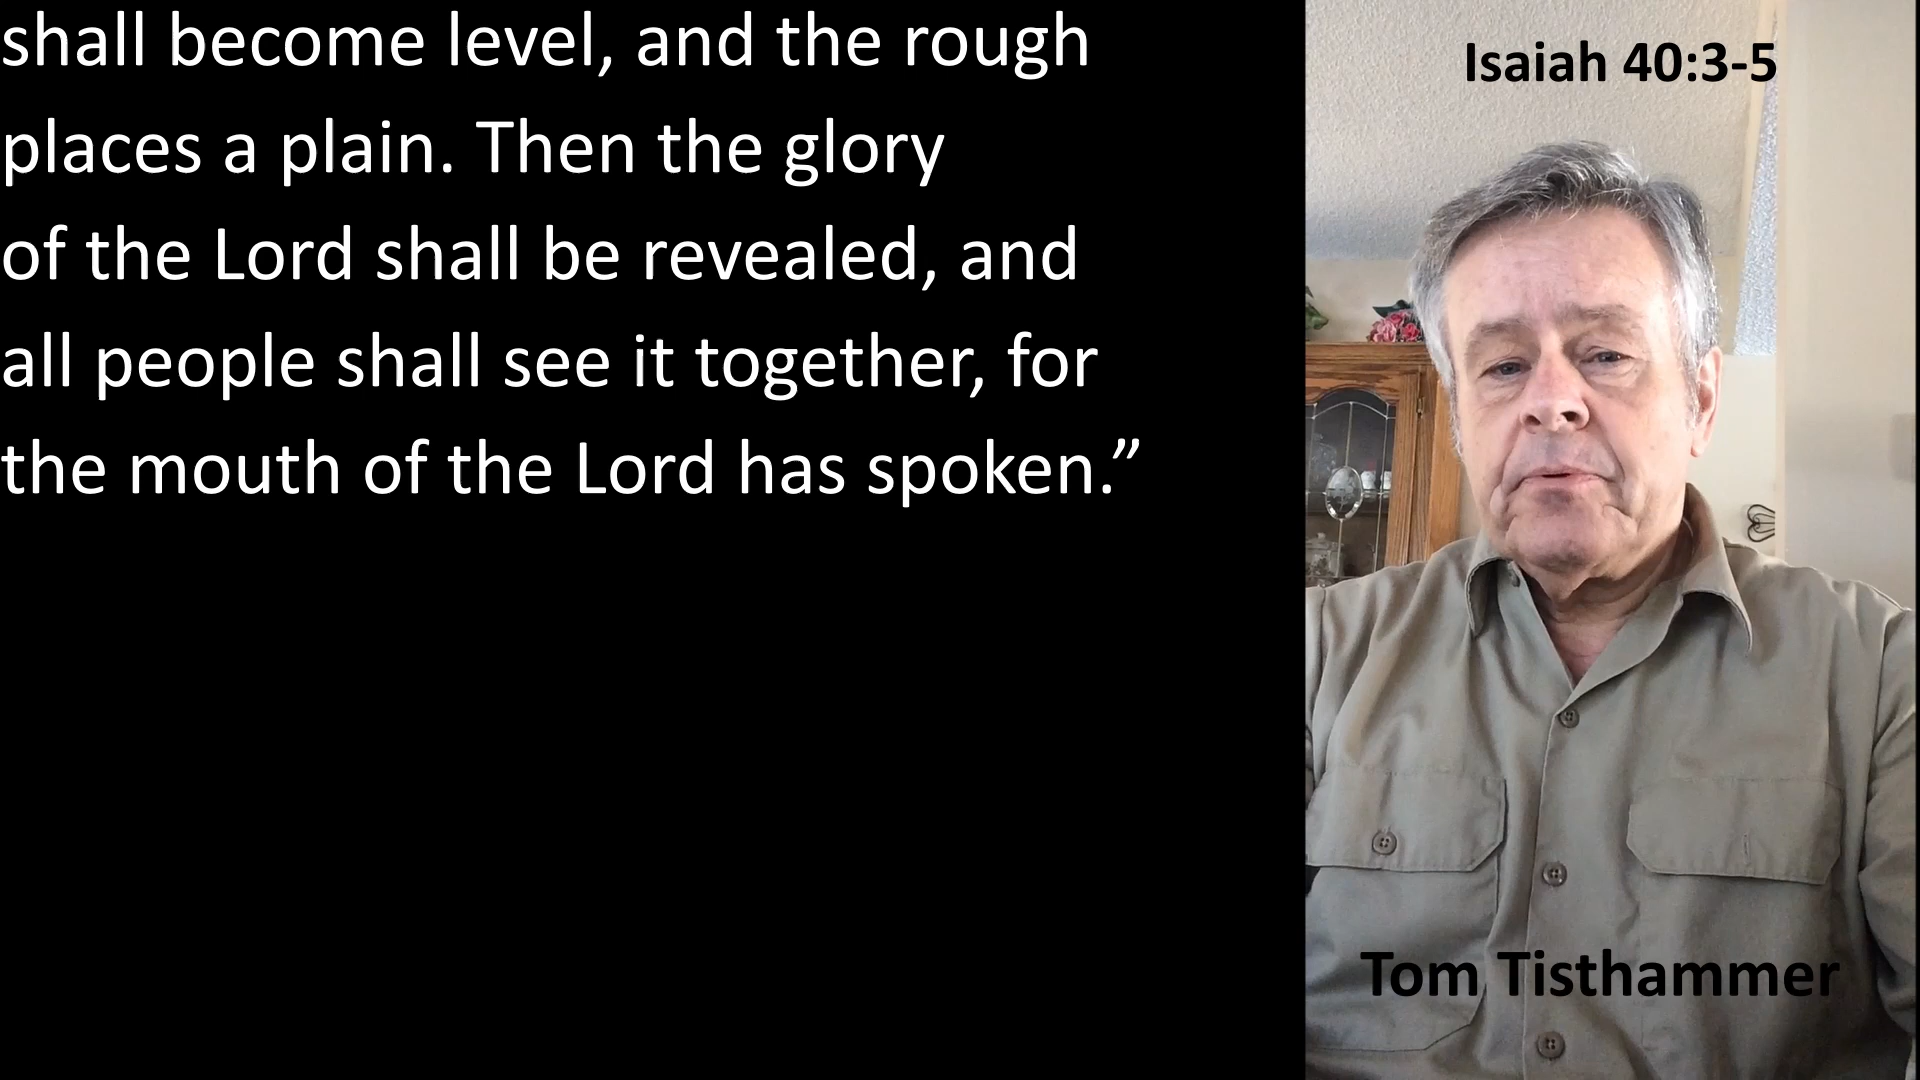 shall become level, and the rough
places a plain. Then the glory
of the Lord shall be revealed, and
all people shall see it together, for
the mouth of the Lord has spoken.”
Isaiah 40:3-5
Tom Tisthammer